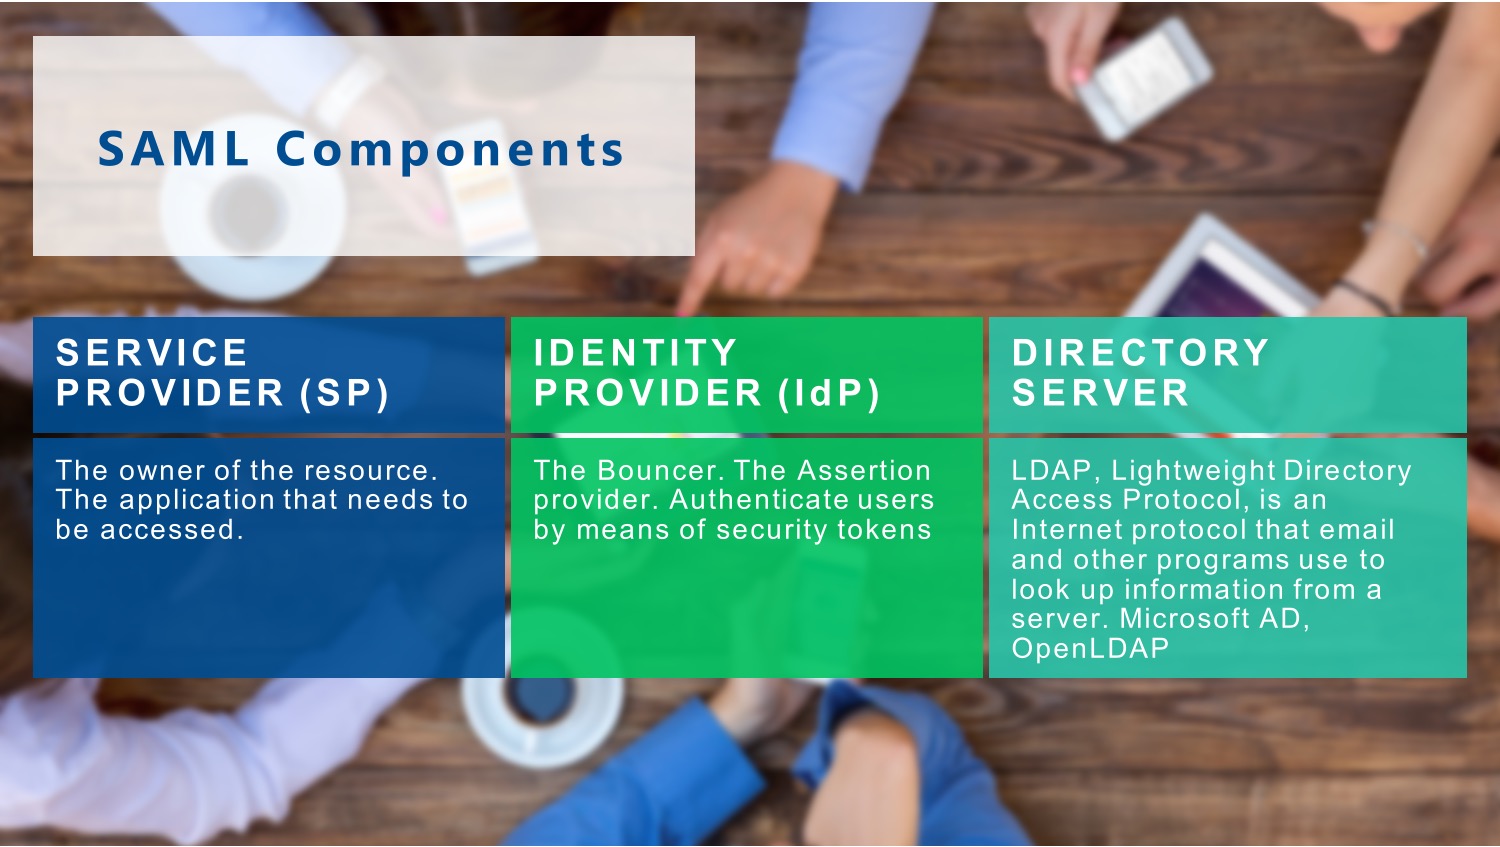 SAML Components
SERVICE
PROVIDER (SP)
The owner of the resource.
The application that needs to
be accessed.
IDENTITY
PROVIDER (IdP)
The Bouncer. The Assertion
provider. Authenticate users
by means of security tokens
DIRECTORY
SERVER
LDAP, Lightweight Directory
Access Protocol, is an
Internet protocol that email
and other programs use to
look up information from a
server. Microsoft AD,
OpenLDAP